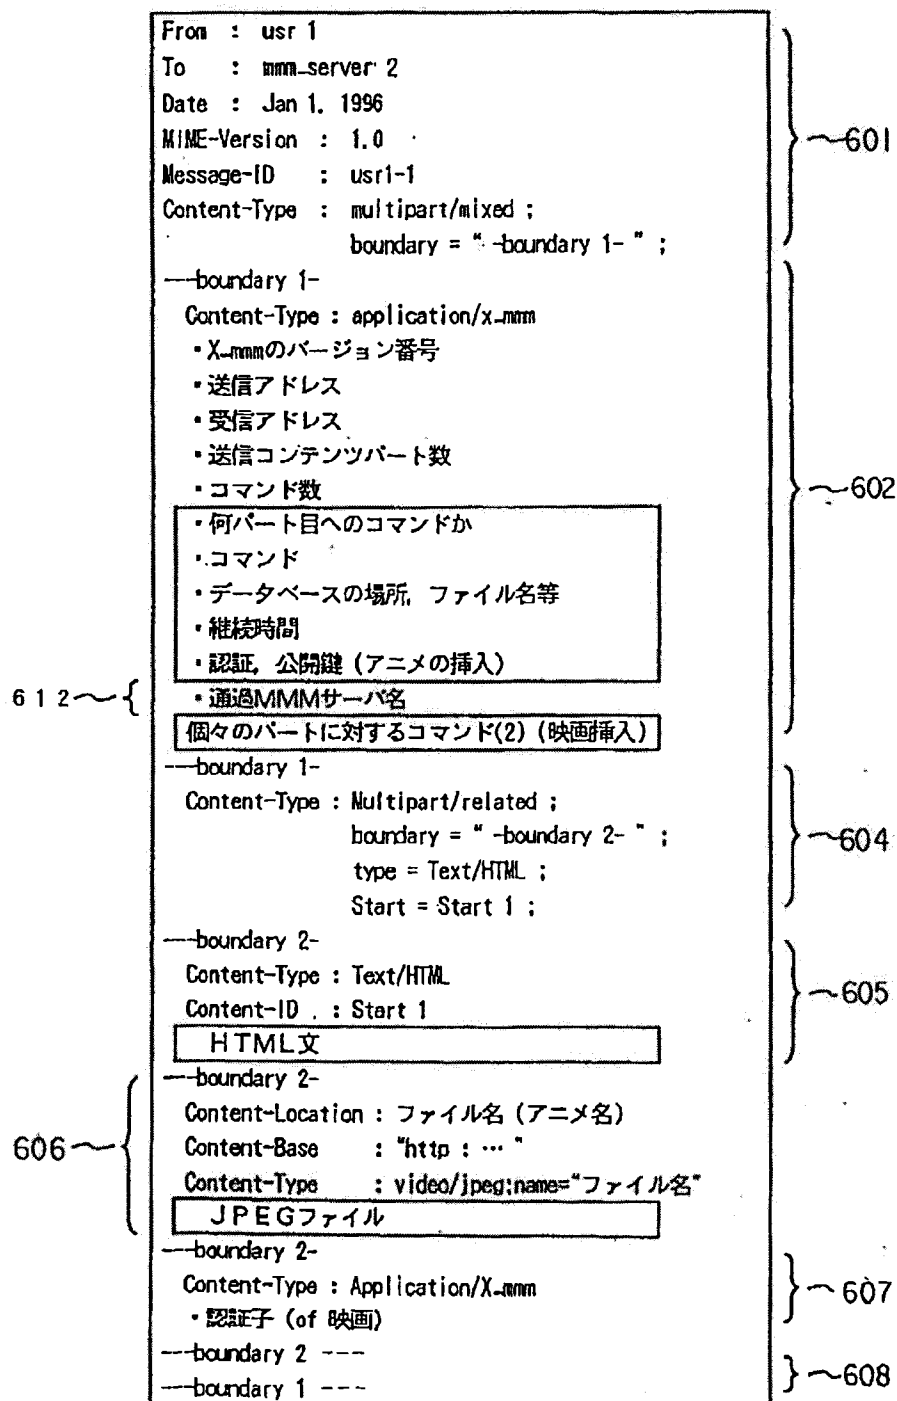 From : usr 1
To : mmm_server 2
Date : Jan 1. 1996
MIME-Version : 1.0
Message-ID : usr1-1
Content-Type : multipart/mixed ;
boundary = “ -boundary 1- ” ;
601
---boundary 1-
Content-Type : application/x_mmm
・X_mmmのバージョン番号
・送信アドレス
・受信アドレス
・送信コンテンツパート数
・コマンド数
602
・何パート目へのコマンドか
・コマンド
・データベースの場所, ファイル名等
・継続時間
・認証, 公開鍵 (アニメの挿入)
612
・通過MMMサーバ名
個々のパートに対するコマンド(2) (映画挿入)
---boundary 1-
Content-Type : Multipart/related ;
boundary = “ -boundary 2- ” ;
604
type = Text/HTML ;
Start = Start 1 ;
---boundary 2-
Content-Type : Text/HTML
605
Content-ID : Start 1
HTML文
---boundary 2-
Content-Location : ファイル名 (アニメ名)
606
Content-Base : “http : … ”
Content-Type : video/jpeg;name=“ファイル名”
JPEGファイル
---boundary 2-
Content-Type : Application/X_mmm
607
・認証子 (of 映画)
---boundary 2 ---
608
---boundary 1 ---